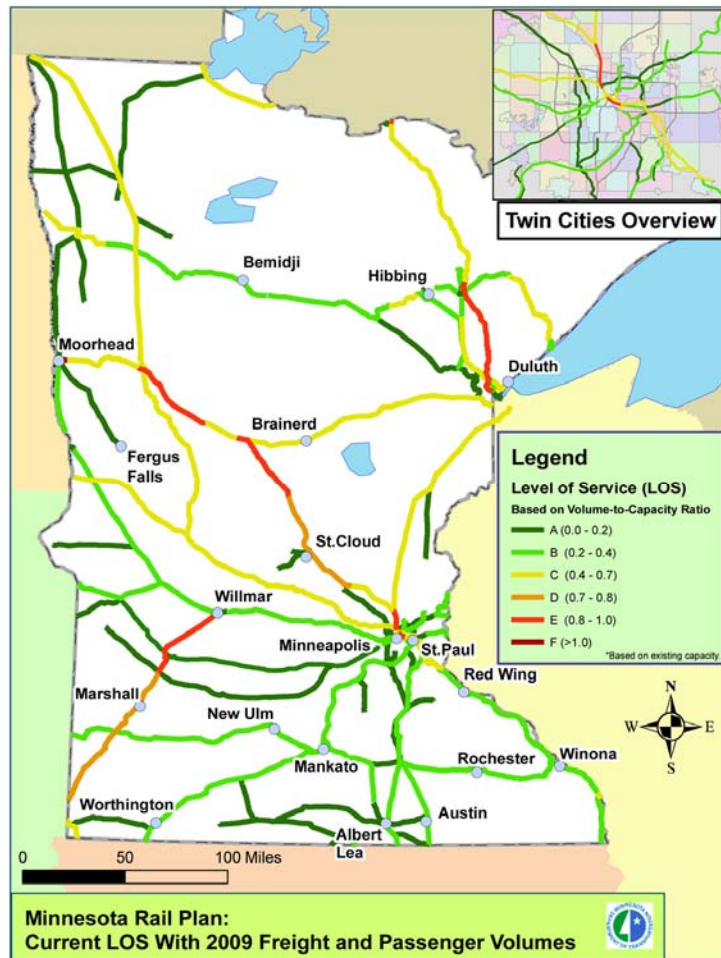 Twin Cities Overview
Bemidji
Hibbing
Moorhead
Duluth
Brainerd
Fergus
Falls
Legend
Level of Service (LOS)
Based on Volume-to-Capacity Ratio
A (0.0 - 0.2)
B (0.2 - 0.4)
C (0.4 - 0.7)
D (0.7 - 0.8)
E (0.8 - 1.0)
F (>1.0)
*Based on existing capacity.
St.Cloud
Willmar
Minneapolis
St.Paul
Red Wing
Marshall
New Ulm
N
W
E
S
Mankato
Rochester
Winona
Worthington
Austin
Albert
Lea
0 50 100 Miles
Minnesota Rail Plan:
Current LOS With 2009 Freight and Passenger Volumes